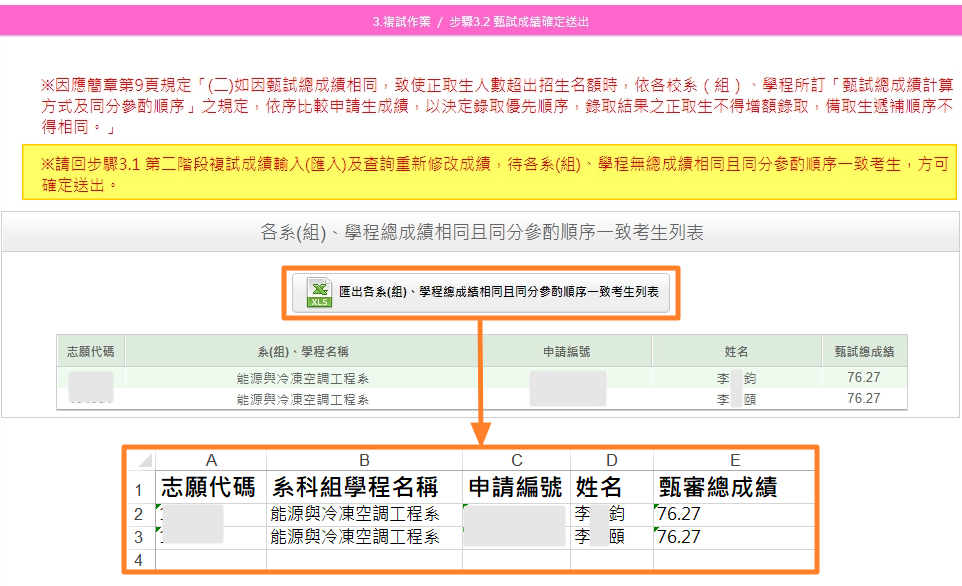 3.複試作業 / 步驟3.2 甄試成績確定送出
※因應簡章第9頁規定「(二)如因甄試總成績相同，致使正取生人數超出招生名額時，依各校系（組）、學程所訂「甄試總成績計算
方式及同分參酌順序」之規定，依序比較申請生成績，以決定錄取優先順序，錄取結果之正取生不得增額錄取，備取生遞補順序不
得相同。」
※請回步驟3.1 第二階段複試成績輸入(匯入)及查詢重新修改成績，待各系(組)、學程無總成績相同且同分參酌順序一致考生，方可
確定送出。
各系(組)、學程總成績相同且同分參酌順序一致考生列表
XLS 匯出各系(組)、學程總成績相同且同分參酌順序一致考生列表
志願代碼 系(組)、學程名稱 申請編號 姓名 甄試總成績
能源與冷凍空調工程系 李 鈞 76.27
能源與冷凍空調工程系 李 頤 76.27
A B C D E
1 志願代碼 系科組學程名稱 申請編號 姓名 甄審總成績
2 能源與冷凍空調工程系 李 鈞 76.27
3 能源與冷凍空調工程系 李 頤 76.27
4